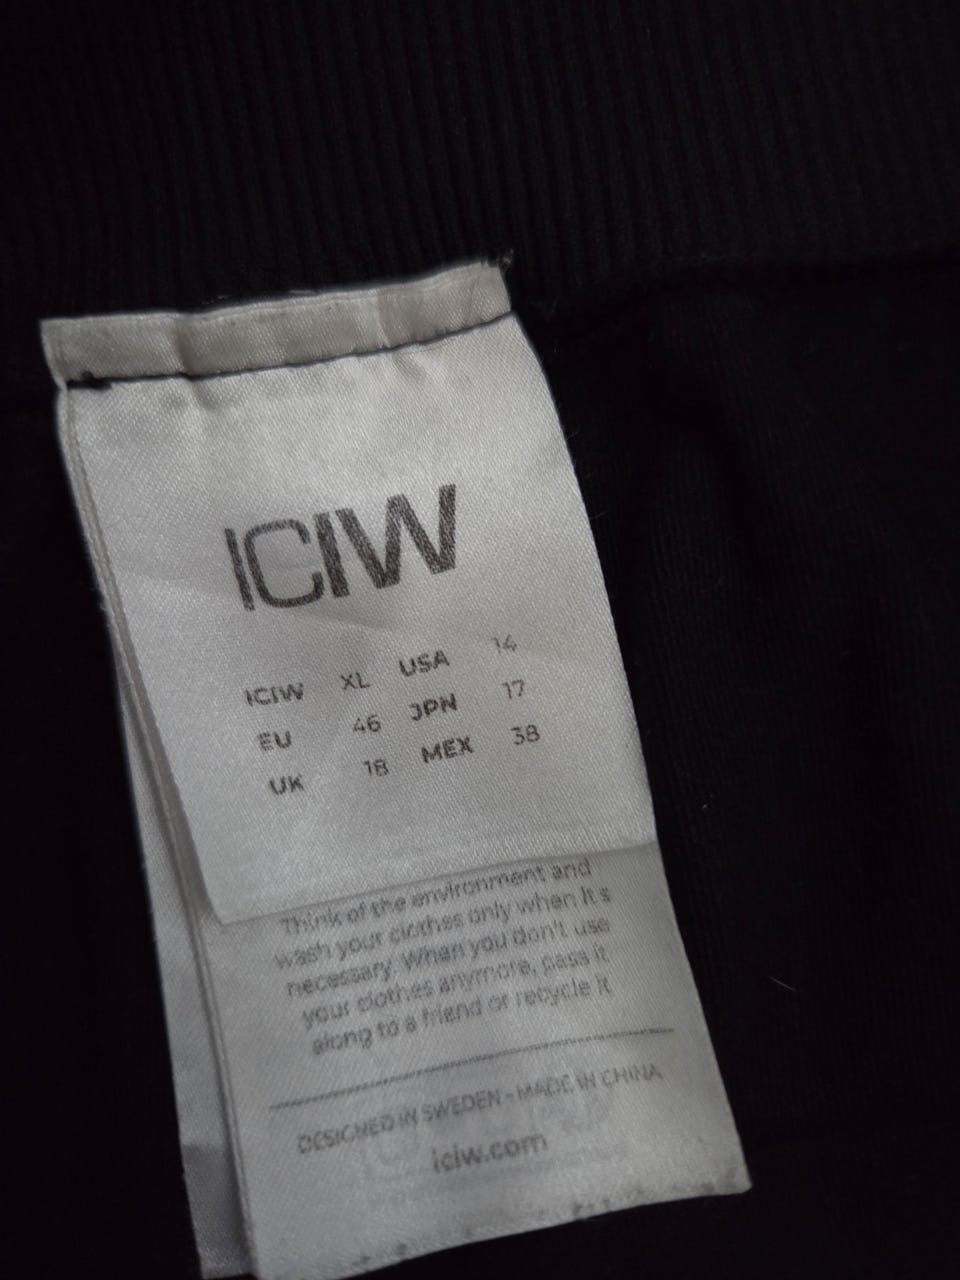 ICIW
ICIW XL USA 14
EU 46 JPN 17
UK 18 MEX 38
Think of the environment and
wash your clothes only when it's
necessary. When you don't use
your clothes anymore, pass it
along to a friend or recycle it
DESIGNED IN SWEDEN - MADE IN CHINA
iciw.com